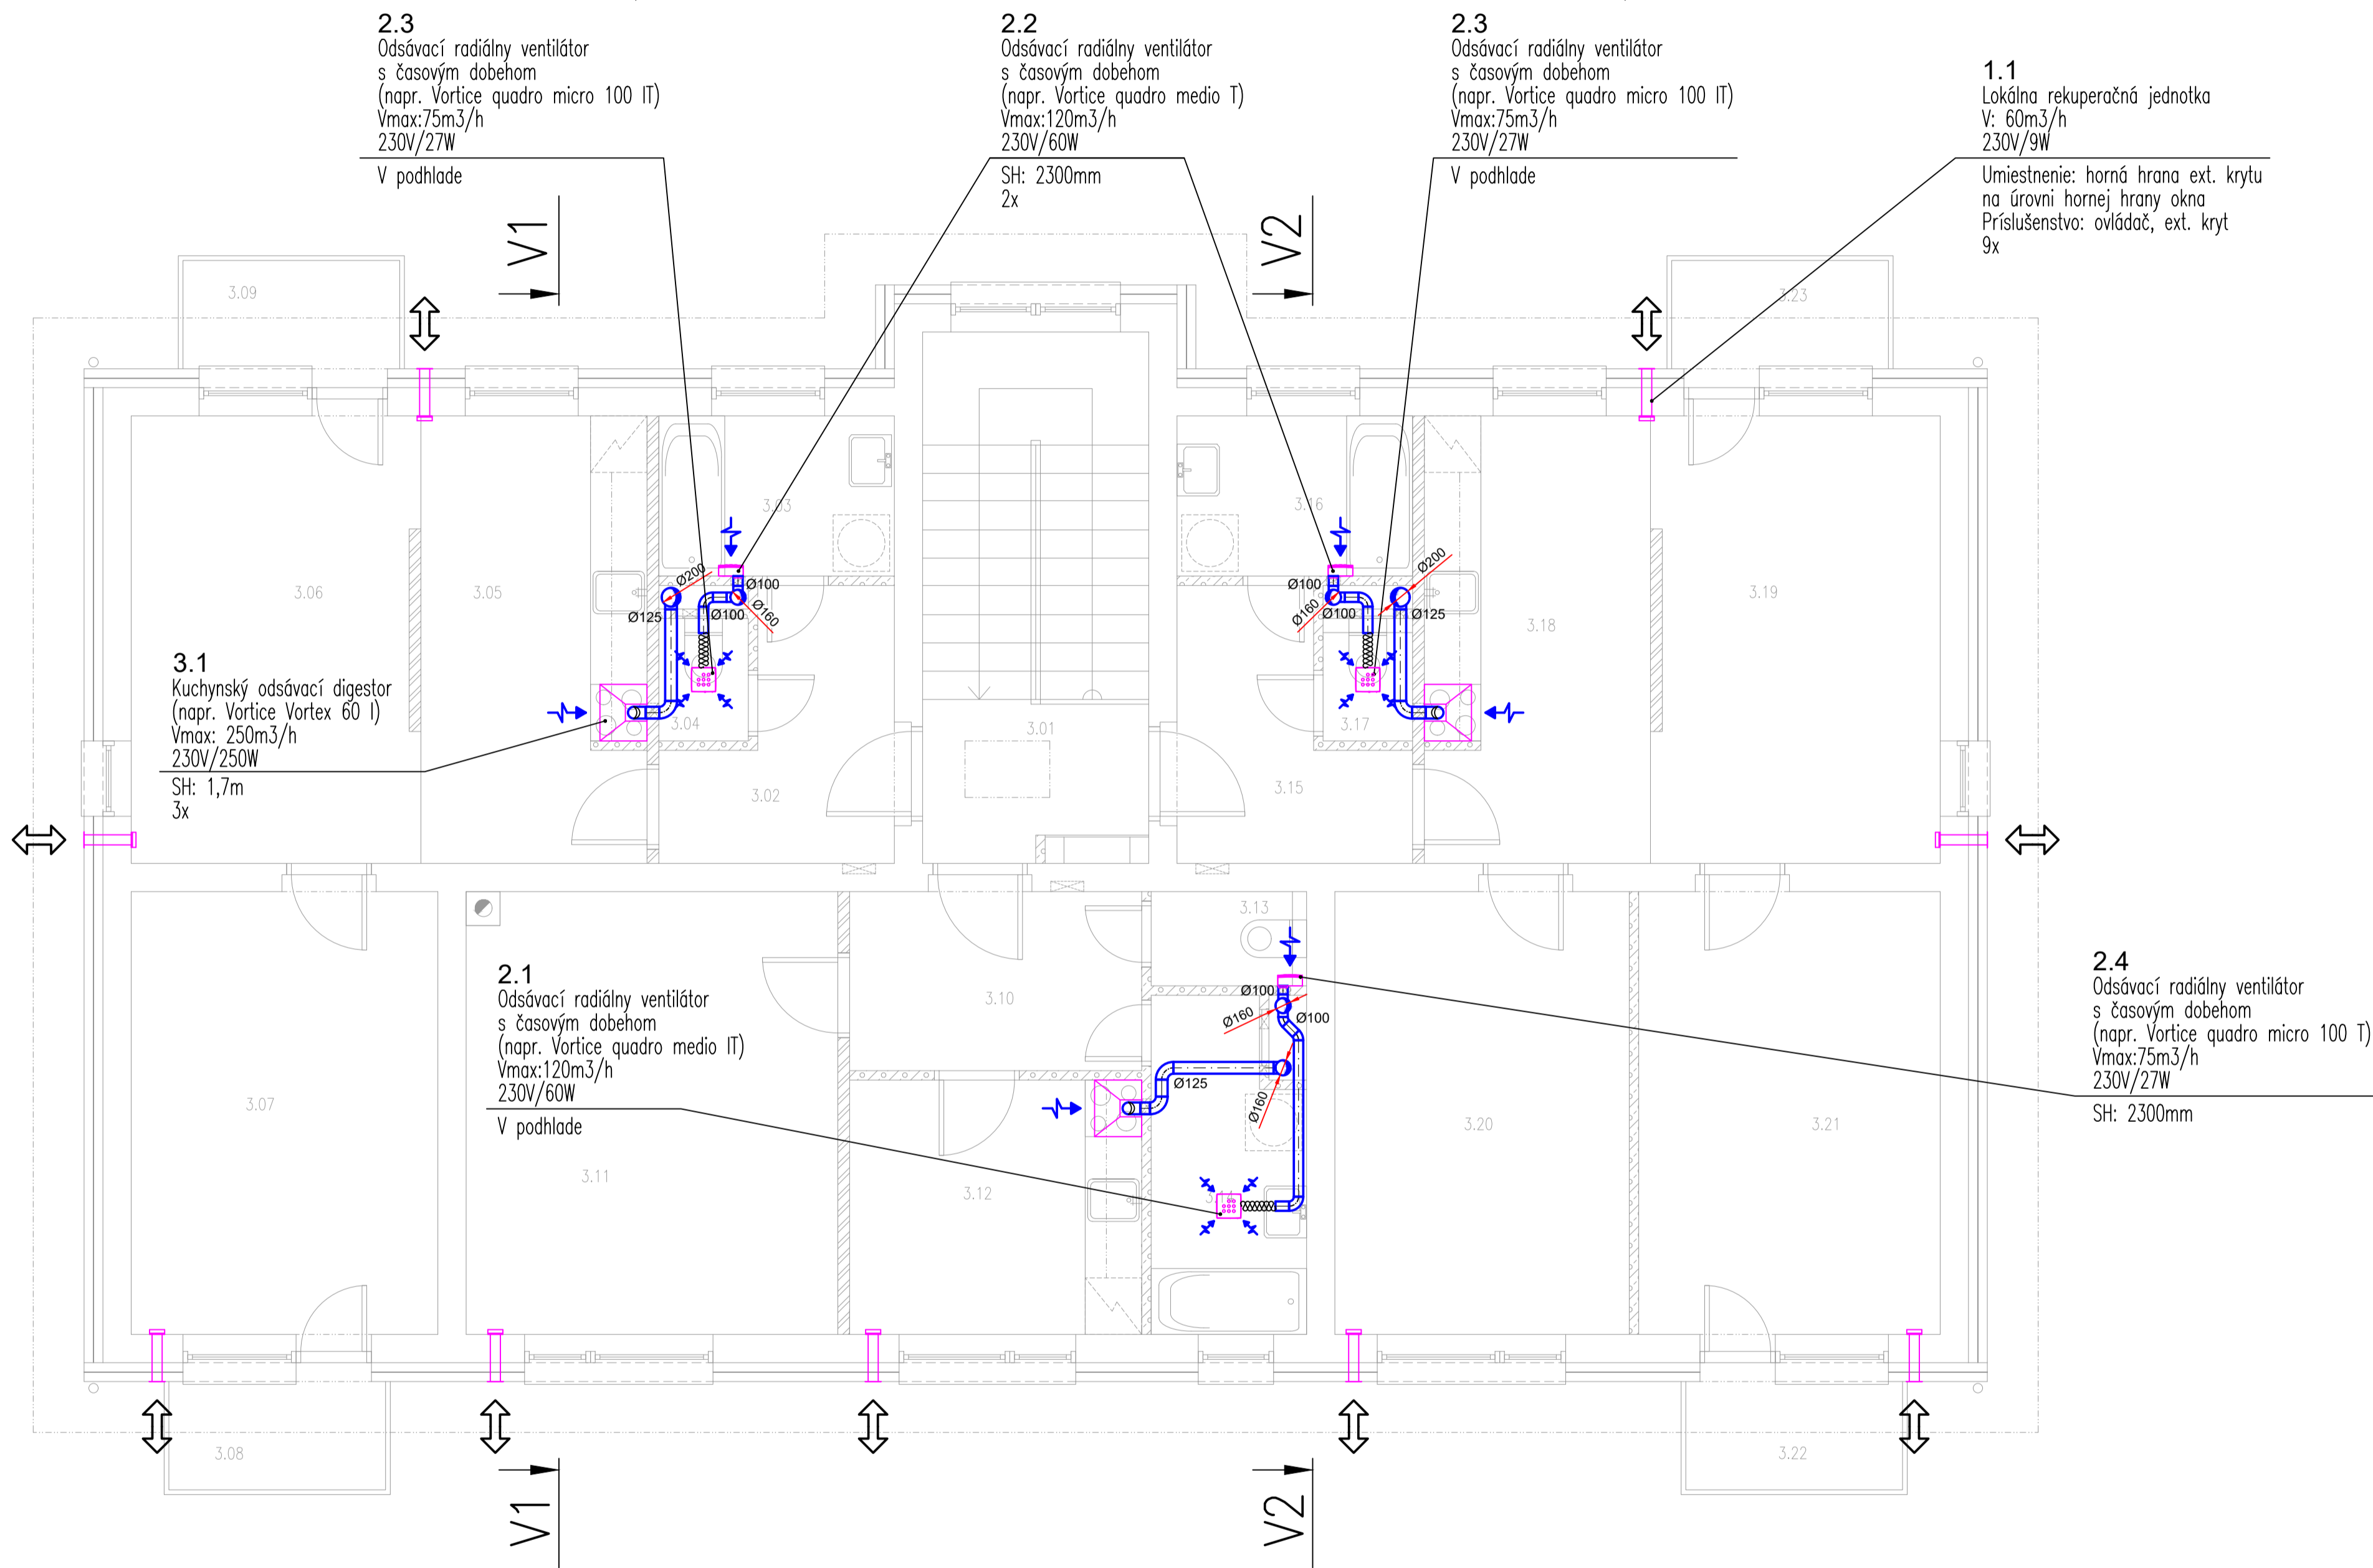 2.3
Odsávací radiálny ventilátor
s časovým dobehom
(napr. Vortice quadro micro 100 IT)
Vmax:75m3/h
230V/27W
V podhlade
2.2
Odsávací radiálny ventilátor
s časovým dobehom
(napr. Vortice quadro medio T)
Vmax:120m3/h
230V/60W
SH: 2300mm
2x
2.3
Odsávací radiálny ventilátor
s časovým dobehom
(napr. Vortice quadro micro 100 IT)
Vmax:75m3/h
230V/27W
V podhlade
1.1
Lokálna rekuperačná jednotka
V: 60m3/h
230V/9W
Umiestnenie: horná hrana ext. krytu
na úrovni hornej hrany okna
Príslušenstvo: ovládač, ext. kryt
9x
V1
V2
3.09
3.23
3.03
3.16
3.06
3.05
Ø200
Ø100
Ø125
Ø100
Ø160
Ø100
Ø160
Ø100
Ø200
Ø125
3.18
3.19
3.1
Kuchynský odsávací digestor
(napr. Vortice Vortex 60 I)
Vmax: 250m3/h
230V/250W
SH: 1,7m
3x
3.04
3.01
3.17
3.02
3.15
3.13
2.1
Odsávací radiálny ventilátor
s časovým dobehom
(napr. Vortice quadro medio IT)
Vmax:120m3/h
230V/60W
V podhlade
3.10
Ø100
Ø160
Ø100
Ø125
Ø160
2.4
Odsávací radiálny ventilátor
s časovým dobehom
(napr. Vortice quadro micro 100 T)
Vmax:75m3/h
230V/27W
SH: 2300mm
3.07
3.11
3.12
3.20
3.21
3.08
3.22
V1
V2